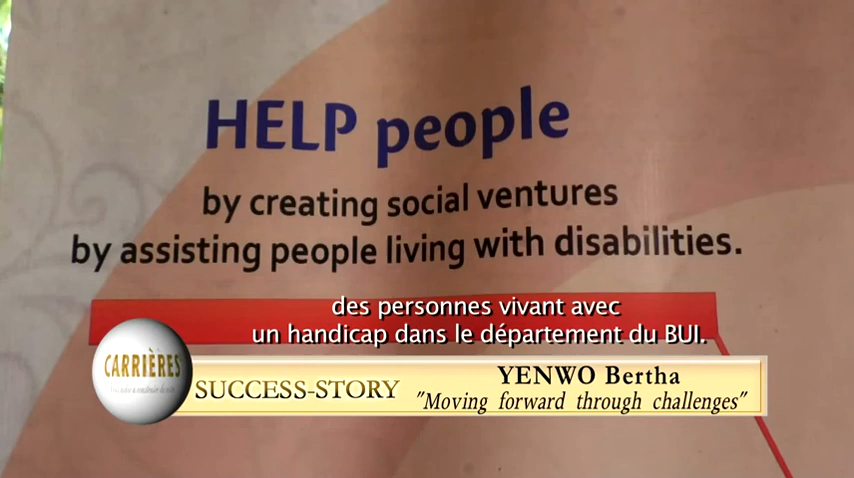 HELP people
by creating social ventures
by assisting people living with disabilities.
des personnes vivant avec
un handicap dans le département du BUI.
CARRIÈRES
SUCCESS-STORY
YENWO Bertha
"Moving forward through challenges"